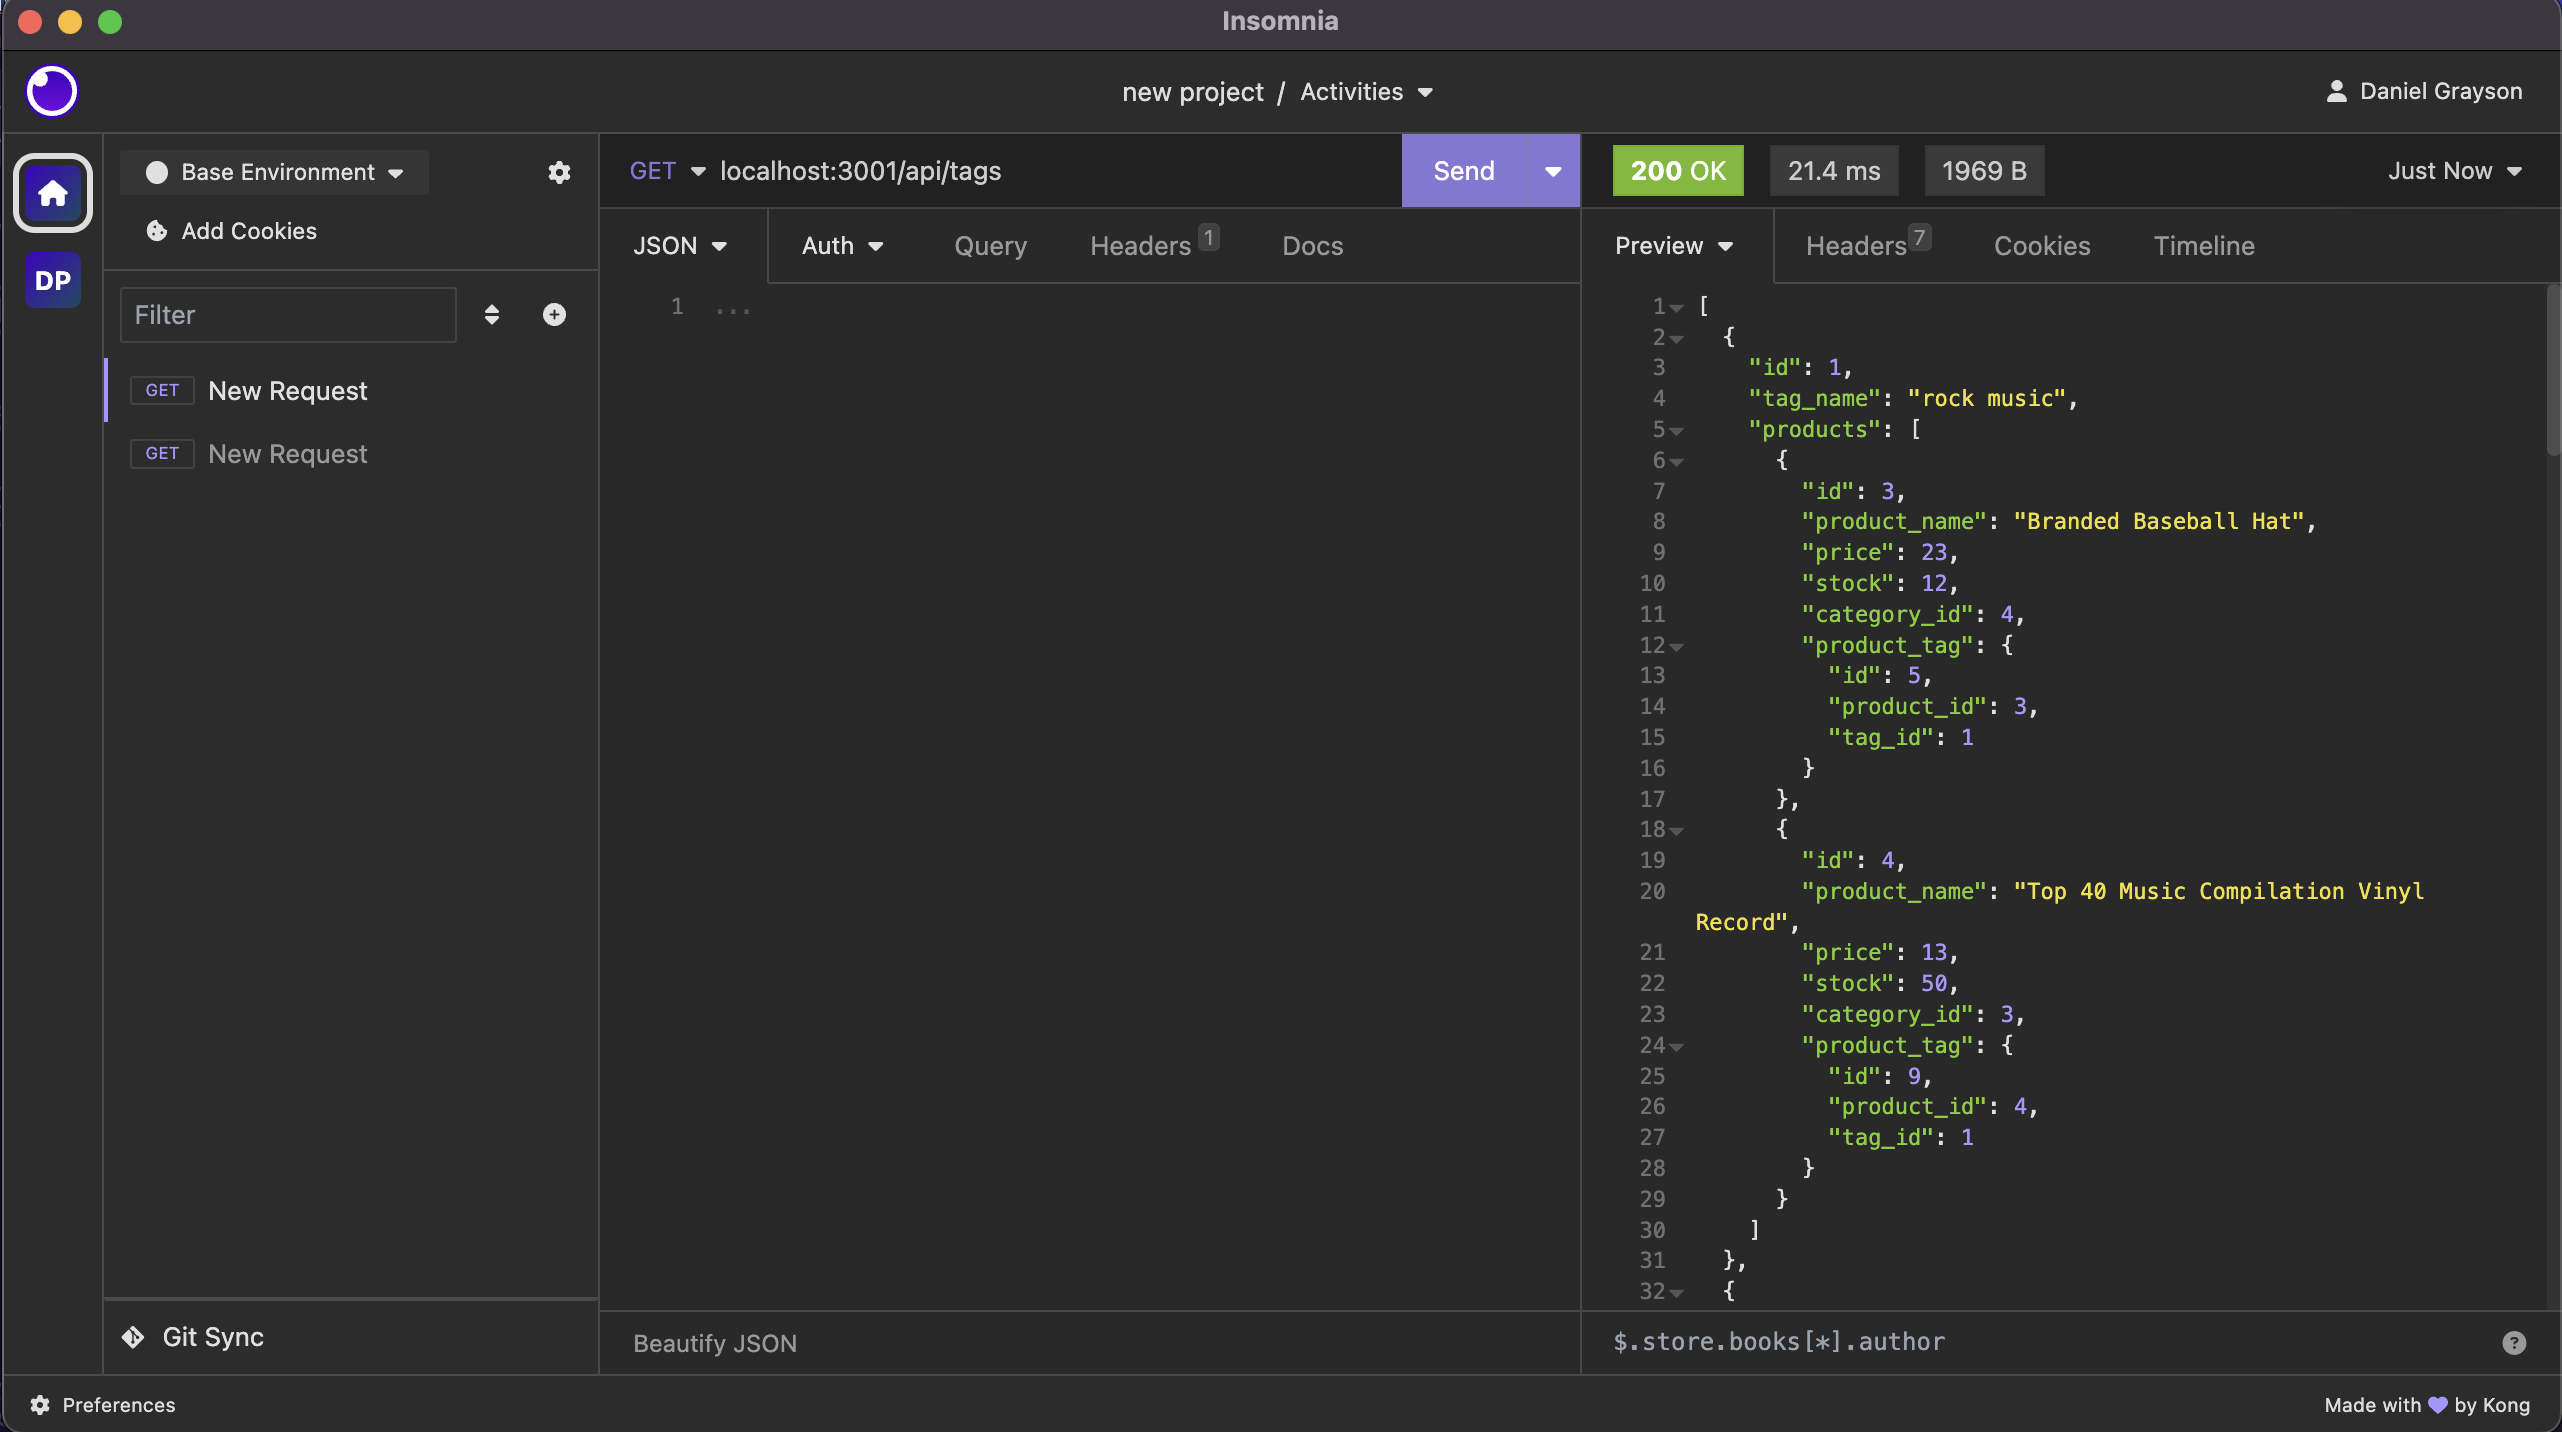 Insomnia
new project / Activities
Daniel Grayson
Base Environment
Add Cookies
DP
Filter
GET New Request
GET New Request
Git Sync
GET localhost:3001/api/tags
Send
JSON Auth Query Headers 1 Docs
1 ...
Beautify JSON
200 OK 21.4 ms 1969 B Just Now
Preview Headers 7 Cookies Timeline
1 [
2 {
3 "id": 1,
4 "tag_name": "rock music",
5 "products": [
6 {
7 "id": 3,
8 "product_name": "Branded Baseball Hat",
9 "price": 23,
10 "stock": 12,
11 "category_id": 4,
12 "product_tag": {
13 "id": 5,
14 "product_id": 3,
15 "tag_id": 1
16 }
17 },
18 {
19 "id": 4,
20 "product_name": "Top 40 Music Compilation Vinyl
Record",
21 "price": 13,
22 "stock": 50,
23 "category_id": 3,
24 "product_tag": {
25 "id": 9,
26 "product_id": 4,
27 "tag_id": 1
28 }
29 }
30 ]
31 },
32 {
$.store.books[*].author
?
Preferences
Made with 💜 by Kong